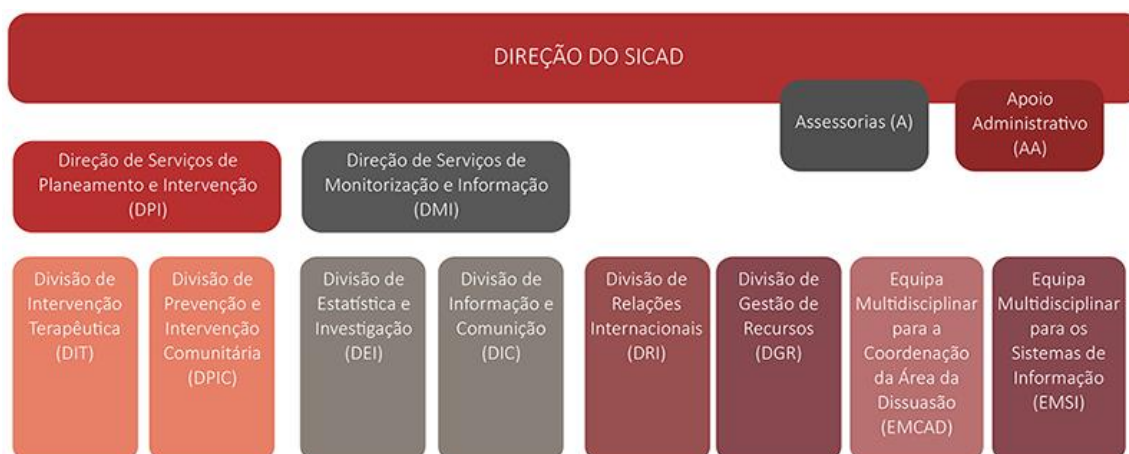 DIREÇÃO DO SICAD
Assessorias (A)
Apoio
Administrativo
(AA)
Direção de Serviços de
Planeamento e Intervenção
(DPI)
Direção de Serviços de
Monitorização e Informação
(DMI)
Divisão de
Intervenção
Terapêutica
(DIT)
Divisão de
Prevenção e
Intervenção
Comunitária
(DPIC)
Divisão de
Estatística e
Investigação
(DEI)
Divisão de
Informação e
Comunição
(DIC)
Divisão de
Relações
Internacionais
(DRI)
Divisão de
Gestão de
Recursos
(DGR)
Equipa
Multidisciplinar
para a
Coordenação
da Área da
Dissuasão
(EMCAD)
Equipa
Multidisciplinar
para os
Sistemas de
Informação
(EMSI)